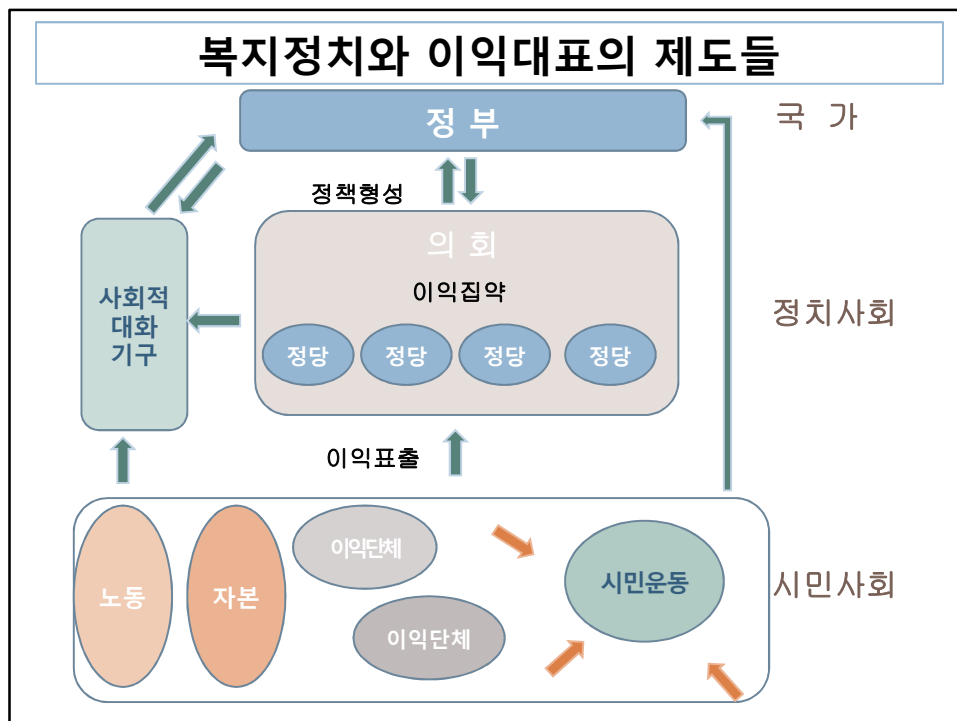 복지정치와 이익대표의 제도들
정 부
국 가
정책형성
의 회
이익집약
사회적
대화
기구
정당
정당
정당
정당
정치사회
이익표출
노동
자본
이익단체
이익단체
시민운동
시민사회